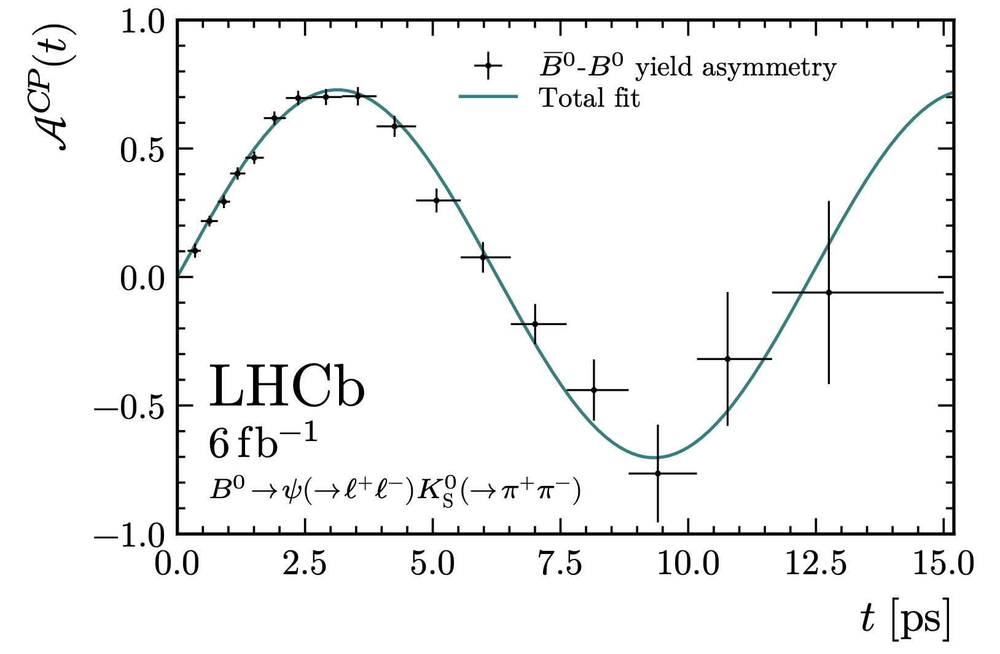 𝒜^CP(t)
1.0
0.5
0.0
−0.5
−1.0
B̅⁰-B⁰ yield asymmetry
Total fit
LHCb
6 fb⁻¹
B⁰→ψ(→ℓ⁺ℓ⁻)K_S⁰(→π⁺π⁻)
0.0 2.5 5.0 7.5 10.0 12.5 15.0
t [ps]